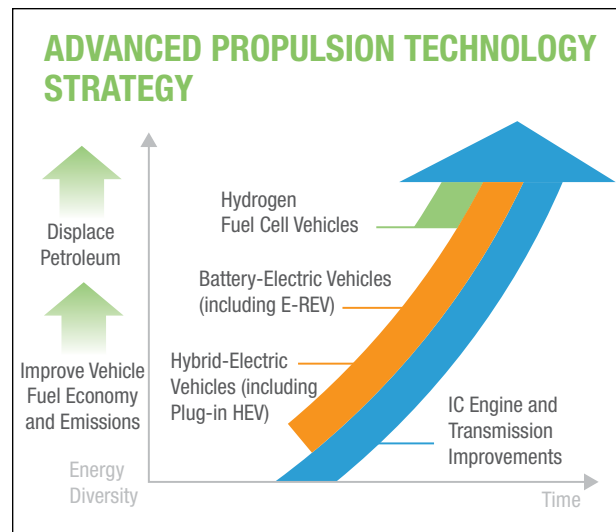 ADVANCED PROPULSION TECHNOLOGY
STRATEGY
Displace
Petroleum
Improve Vehicle
Fuel Economy
and Emissions
Energy
Diversity
Hydrogen
Fuel Cell Vehicles
Battery-Electric Vehicles
(including E-REV)
Hybrid-Electric
Vehicles (including
Plug-in HEV)
IC Engine and
Transmission
Improvements
Time